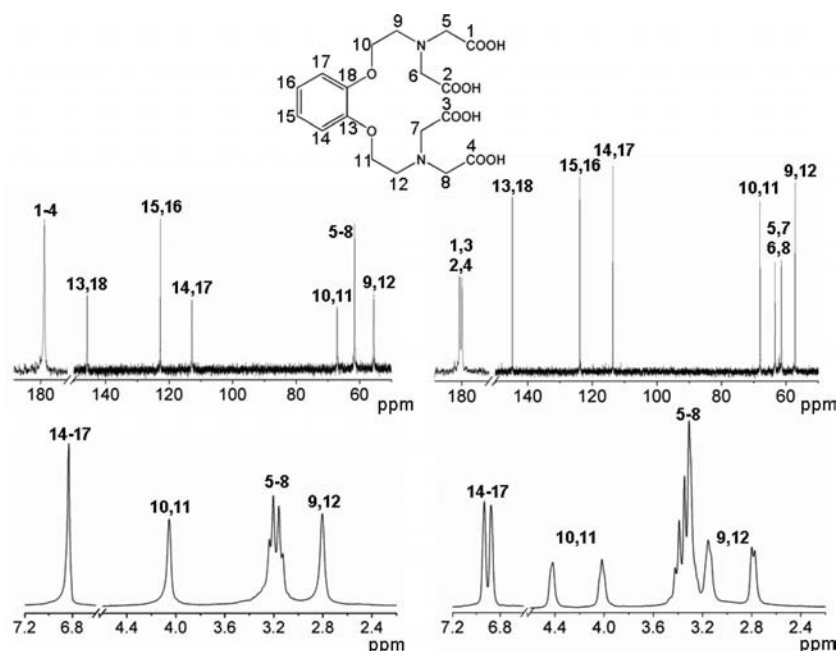 9 5 1
10 N COOH
17 6 2
16 18 O COOH
15 13 O 3 COOH
14 7 4
11 N COOH
12 8
1-4
13,18
15,16
14,17
10,11
5-8
9,12
180 140 120 100 80 60
ppm
1,3
2,4
13,18
15,16
14,17
10,11
5,7
6,8
9,12
180 140 120 100 80 60
ppm
14-17
10,11
5-8
9,12
7.2 6.8 4.4 4.0 3.6 3.2 2.8 2.4
ppm
14-17
10,11
5-8
9,12
7.2 6.8 4.4 4.0 3.6 3.2 2.8 2.4
ppm